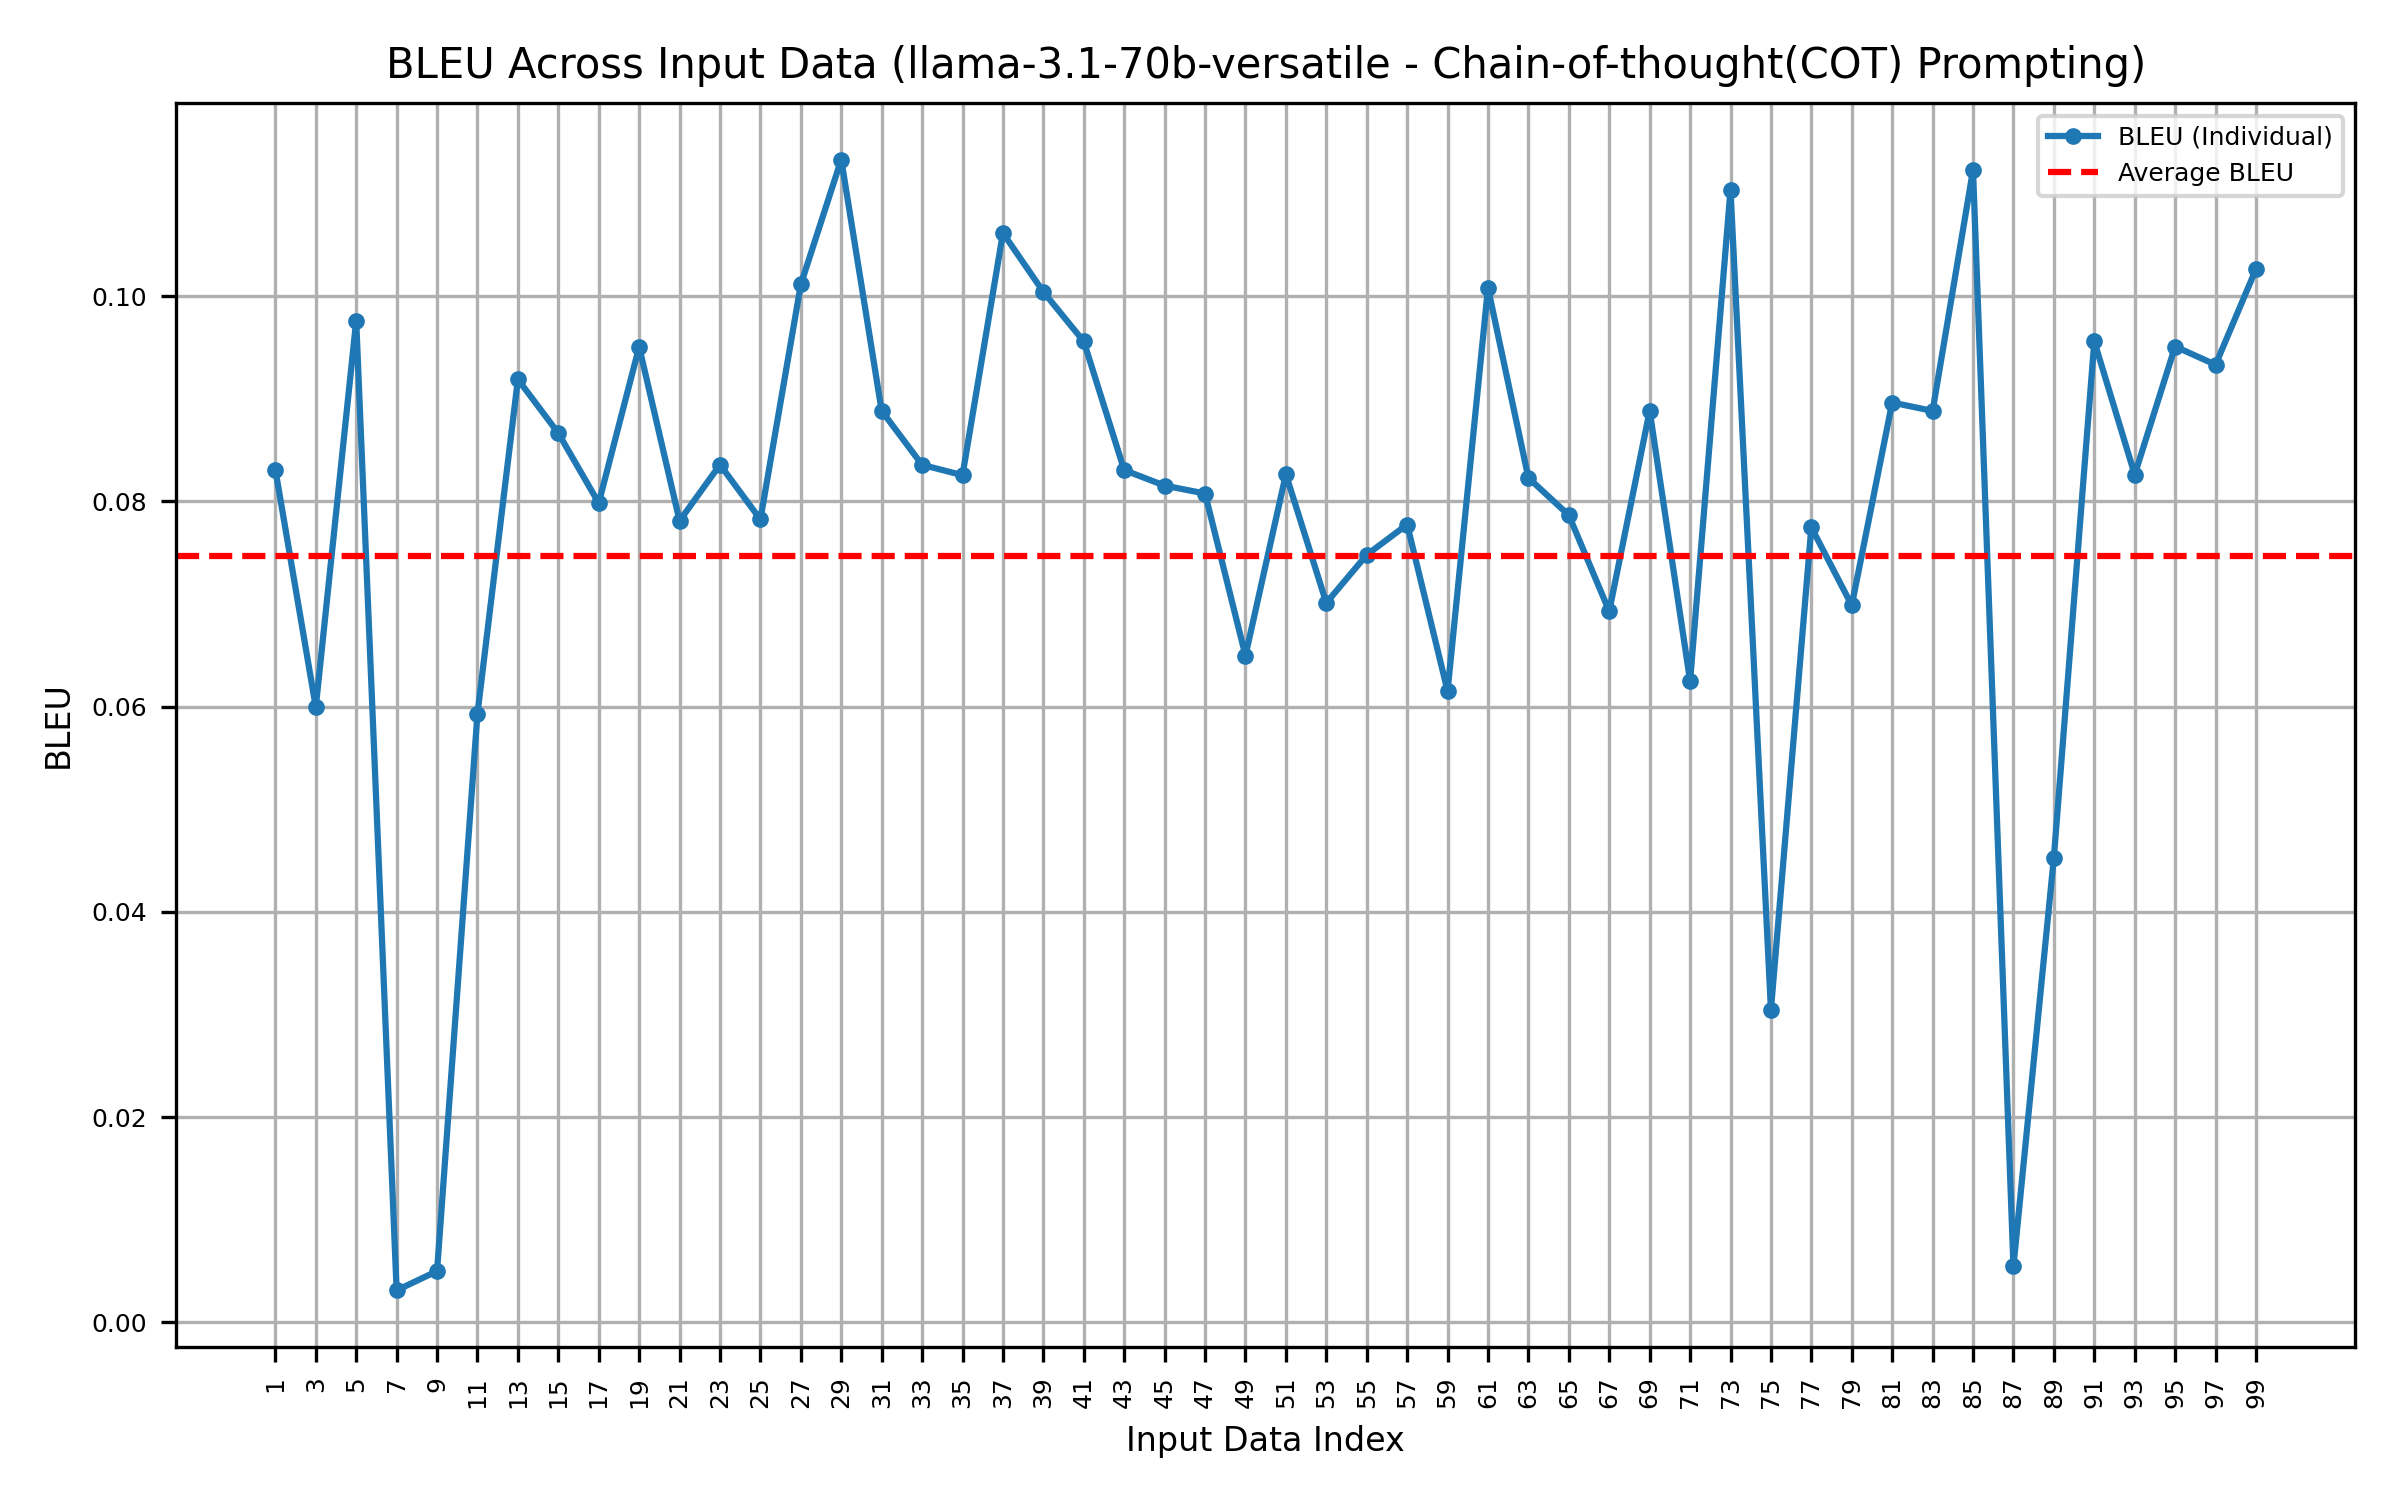 BLEU Across Input Data (llama-3.1-70b-versatile - Chain-of-thought(COT) Prompting)
BLEU (Individual)
Average BLEU
BLEU
0.10
0.08
0.06
0.04
0.02
0.00
1 3 5 7 9 11 13 15 17 19 21 23 25 27 29 31 33 35 37 39 41 43 45 47 49 51 53 55 57 59 61 63 65 67 69 71 73 75 77 79 81 83 85 87 89 91 93 95 97 99
Input Data Index